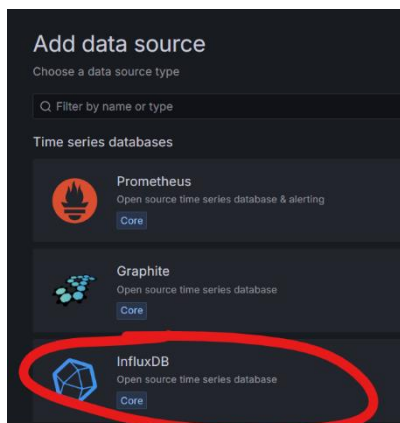 Add data source
Choose a data source type
Filter by name or type
Time series databases
Prometheus
Open source time series database & alerting
Core
Graphite
Open source time series database
Core
InfluxDB
Open source time series database
Core